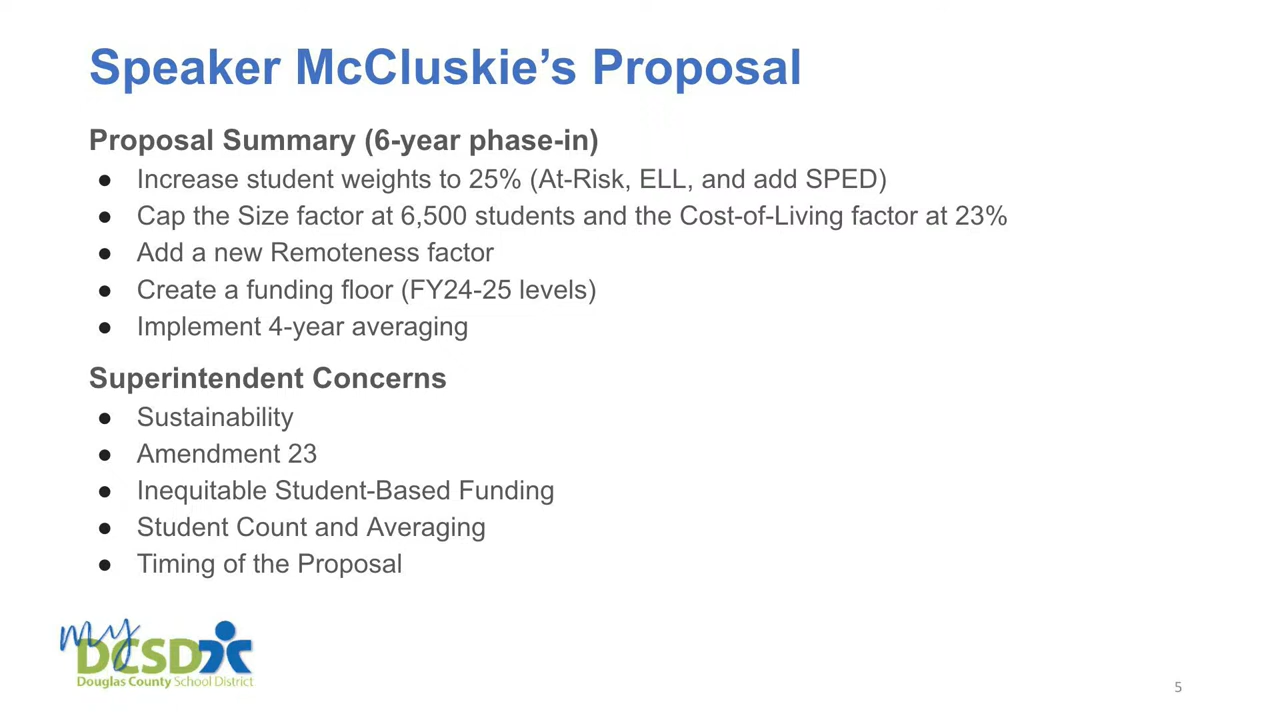 Speaker McCluskie’s Proposal
Proposal Summary (6-year phase-in)
● Increase student weights to 25% (At-Risk, ELL, and add SPED)
● Cap the Size factor at 6,500 students and the Cost-of-Living factor at 23%
● Add a new Remoteness factor
● Create a funding floor (FY24-25 levels)
● Implement 4-year averaging
Superintendent Concerns
● Sustainability
● Amendment 23
● Inequitable Student-Based Funding
● Student Count and Averaging
● Timing of the Proposal
my
DCSD
Douglas County School District
5